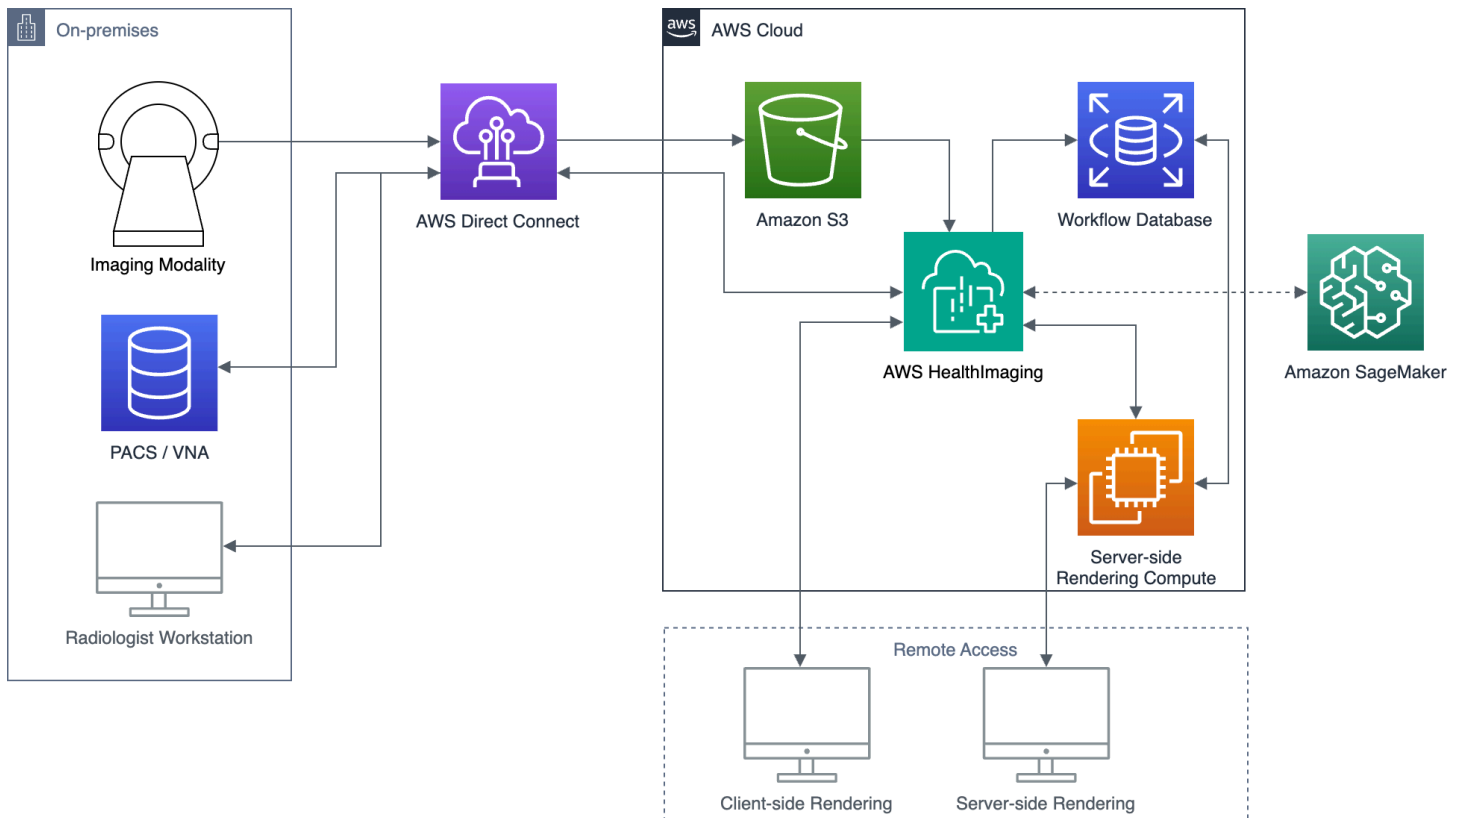 On-premises
aws
AWS Cloud
AWS Direct Connect
Amazon S3
Workflow Database
Imaging Modality
AWS HealthImaging
Amazon SageMaker
PACS / VNA
Server-side
Rendering Compute
Radiologist Workstation
Remote Access
Client-side Rendering
Server-side Rendering